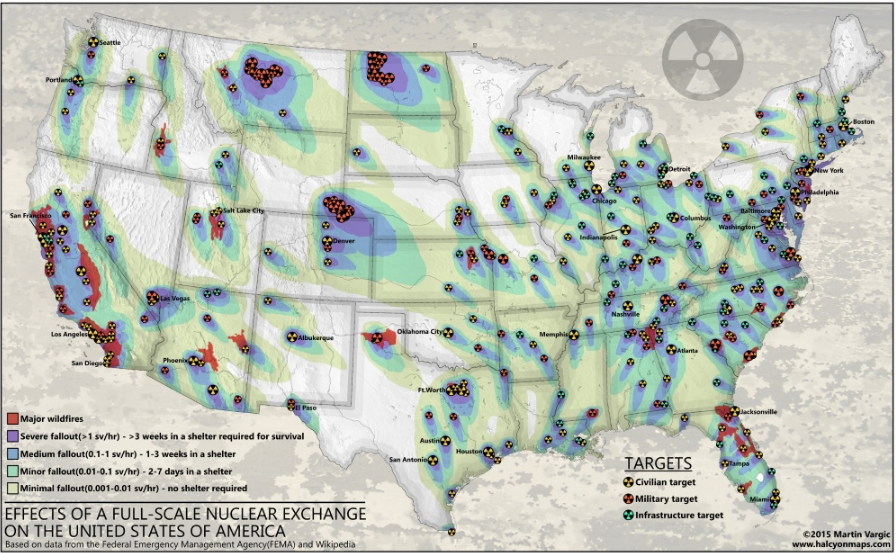 Seattle
Portland
Boston
Milwaukee
Detroit
New York
Chicago
Philadelphia
San Francisco
Salt Lake City
Columbus
Baltimore
Washington
Indianapolis
Denver
Las Vegas
Nashville
Los Angeles
Albukerque
Oklahoma City
Memphis
Atlanta
Phoenix
San Diego
Ft.Worth
El Paso
Jacksonville
Austin
Houston
San Antonio
Tampa
Miami
Major wildfires
Severe fallout(>1 sv/hr) - >3 weeks in a shelter required for survival
Medium fallout(0.1-1 sv/hr) - 1-3 weeks in a shelter
Minor fallout(0.01-0.1 sv/hr) - 2-7 days in a shelter
Minimal fallout(0.001-0.01 sv/hr) - no shelter required
TARGETS
Civilian target
Military target
Infrastructure target
EFFECTS OF A FULL-SCALE NUCLEAR EXCHANGE
ON THE UNITED STATES OF AMERICA
Based on data from the Federal Emergency Management Agency(FEMA) and Wikipedia
©2015 Martin Vargic
www.halcyonmaps.com